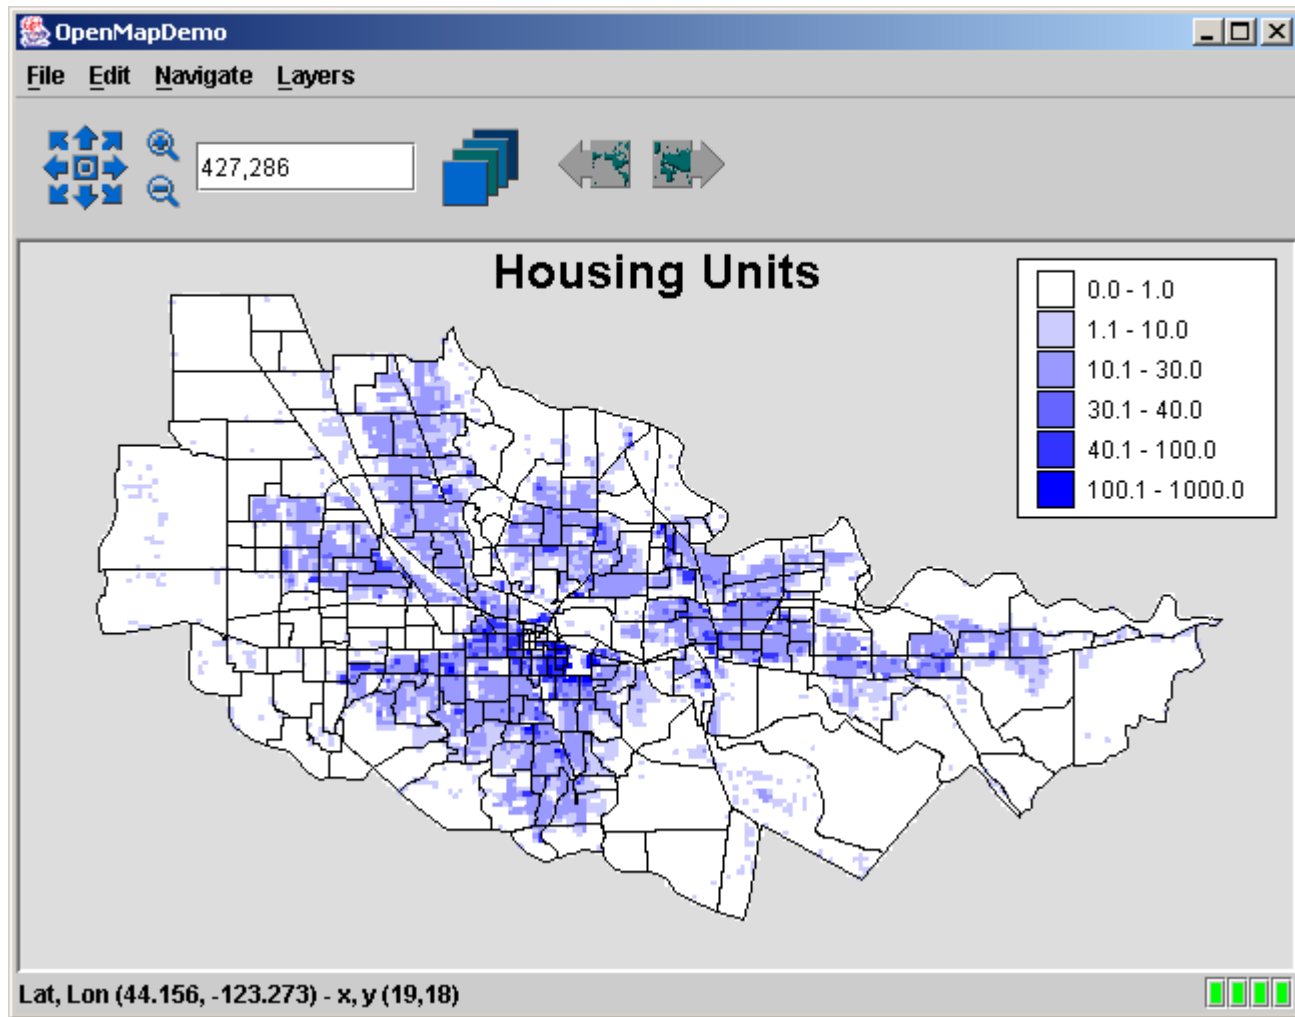 OpenMapDemo
File Edit Navigate Layers
427,286
Housing Units
0.0 - 1.0
1.1 - 10.0
10.1 - 30.0
30.1 - 40.0
40.1 - 100.0
100.1 - 1000.0
Lat, Lon (44.156, -123.273) - x, y (19,18)